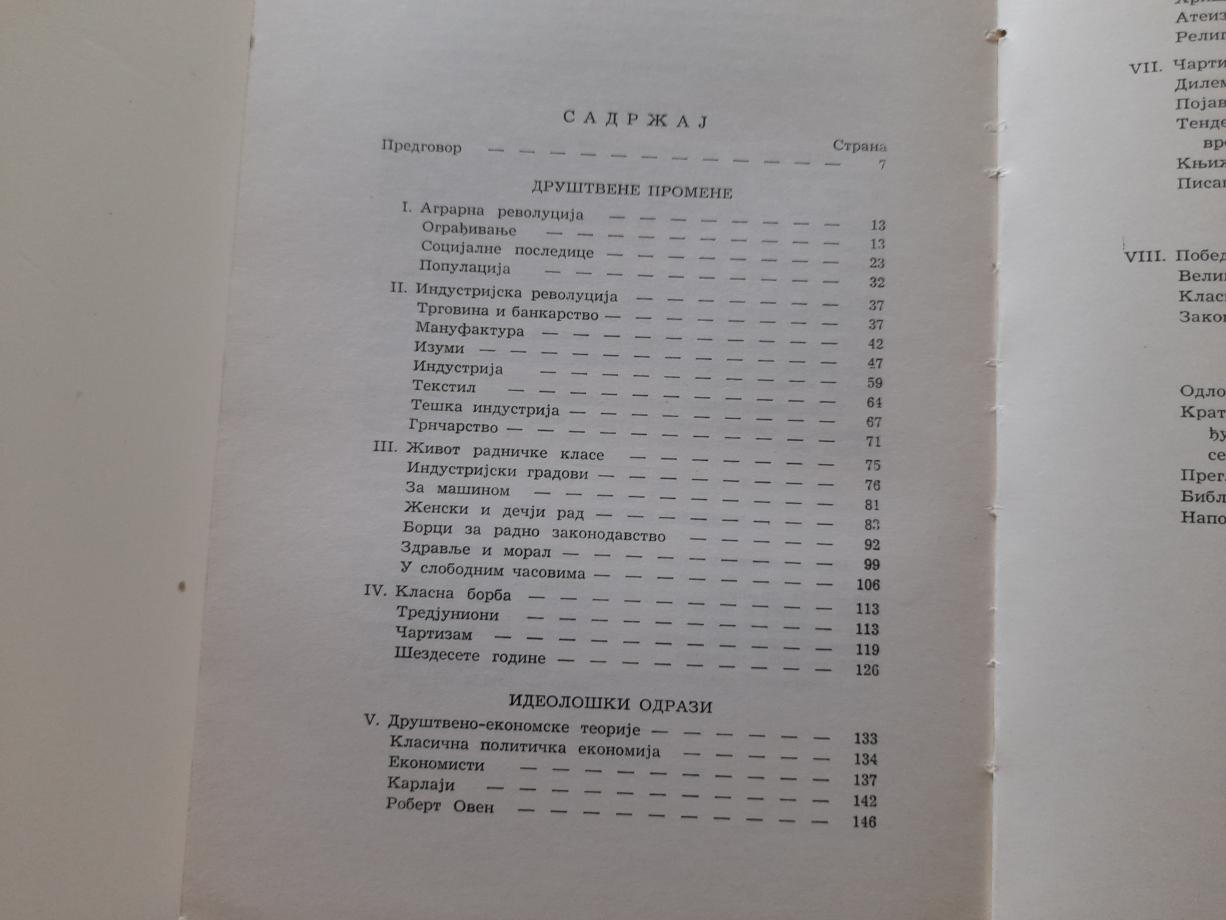 САДРЖАЈ
Страна
Предговор — — — — — — — — — — — — 7
ДРУШТВЕНЕ ПРОМЕНЕ
I. Аграрна револуција — — — — — — — — 13
Ограђивање — — — — — — — — — — 13
Социјалне последице — — — — — — — — 23
Популација — — — — — — — — — — 32
II. Индустријска револуција — — — — — — — 37
Трговина и банкарство — — — — — — — — 37
Мануфактура — — — — — — — — — — 42
Изуми — — — — — — — — — — — — 47
Индустрија — — — — — — — — — — 59
Текстил — — — — — — — — — — — 64
Тешка индустрија — — — — — — — — — 67
Грнчарство — — — — — — — — — — — 71
III. Живот радничке класе — — — — — — — 75
Индустријски градови — — — — — — — — 76
За машином — — — — — — — — — — 81
Женски и дечји рад — — — — — — — — 83
Борци за радно законодавство — — — — — 92
Здравље и морал — — — — — — — — — 99
У слободним часовима — — — — — — — — 106
IV. Класна борба — — — — — — — — — — 113
Тредјуниони — — — — — — — — — — 113
Чартизам — — — — — — — — — — — 119
Шездесете године — — — — — — — — — 126
ИДЕОЛОШКИ ОДРАЗИ
V. Друштвено-економске теорије — — — — — — 133
Класична политичка економија — — — — — 134
Економисти — — — — — — — — — — 137
Карлаји — — — — — — — — — — — 142
Роберт Овен — — — — — — — — — — 146
Атеиз
Религ
VII. Чарти
Дилем
Појав
Тенде
вре
Књиж
Писа
VIII. Побед
Вели
Клас
Закон
Одло
Крат
ђу
се
Прег
Библ
Напо